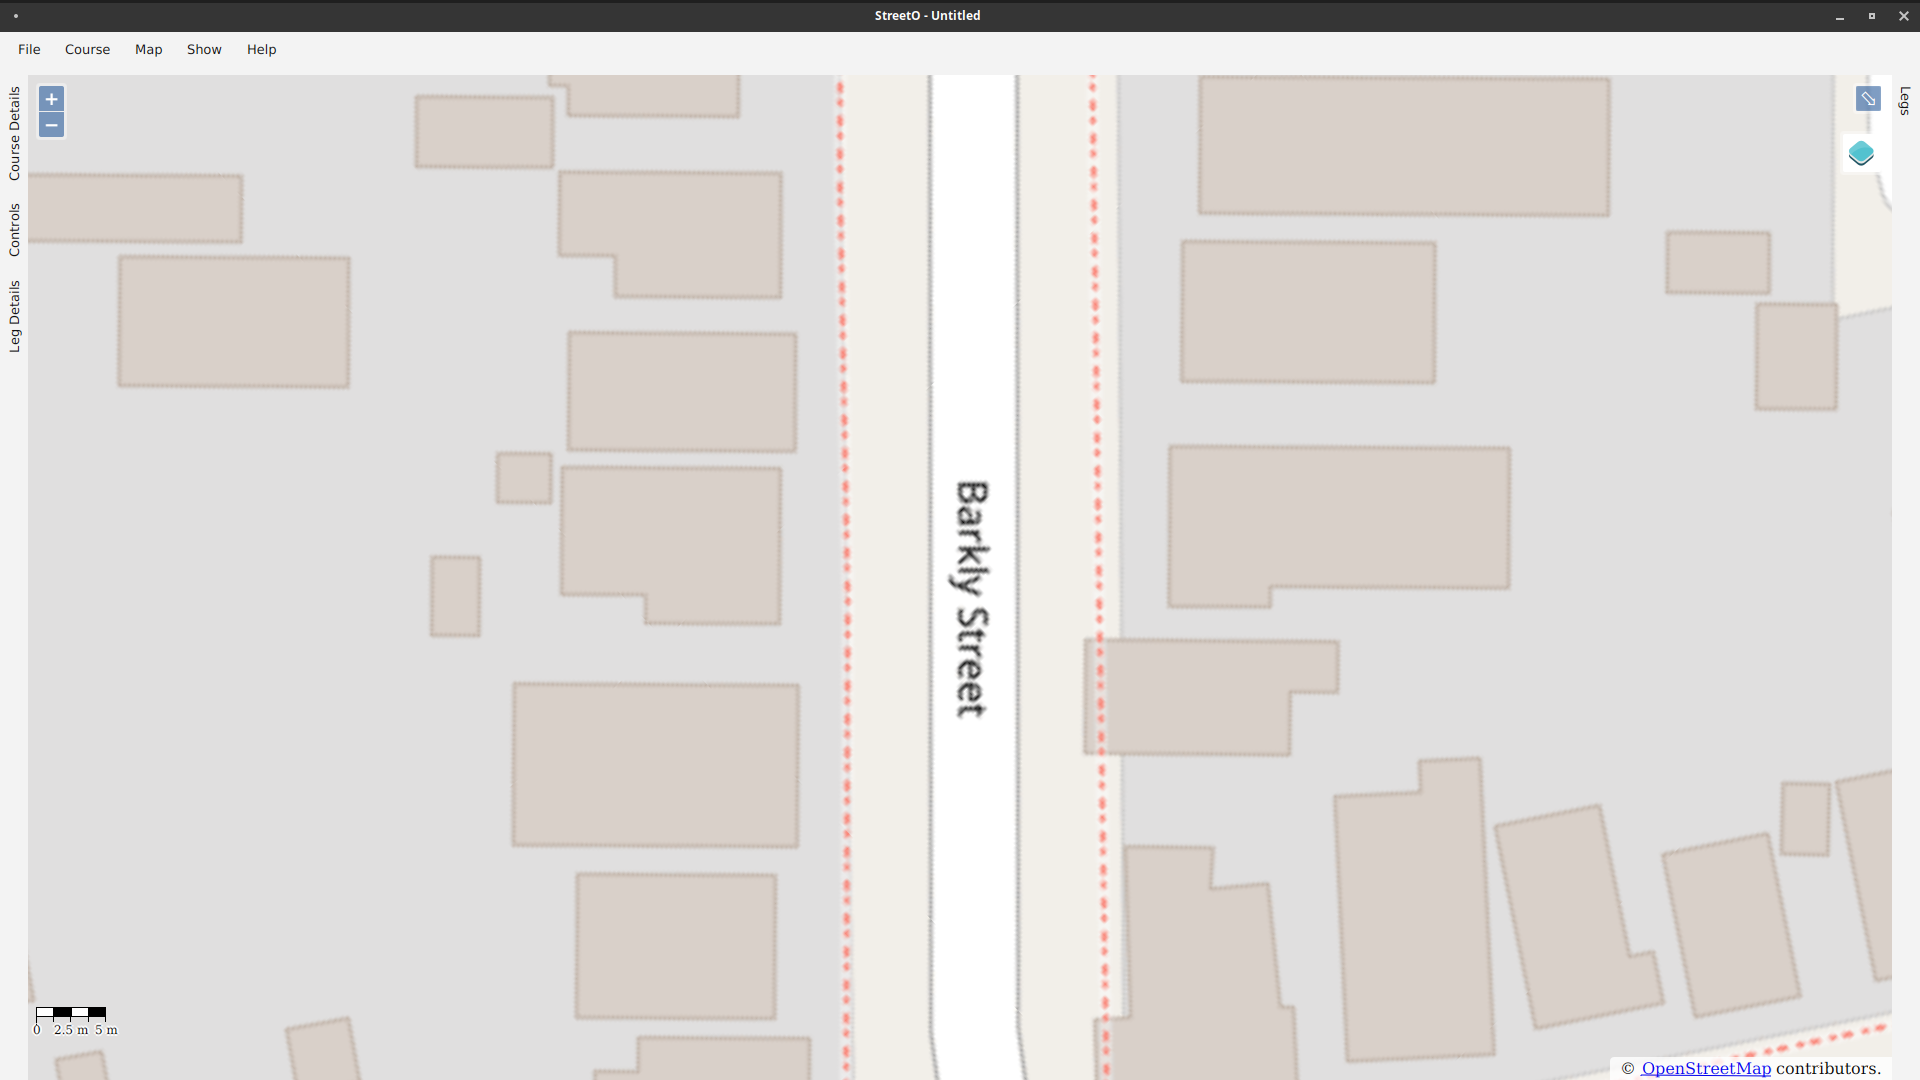 StreetO - Untitled
File Course Map Show Help
+
−
Course Details
Controls
Leg Details
Legs
Barkly Street
0 2.5 m 5 m
© OpenStreetMap contributors.